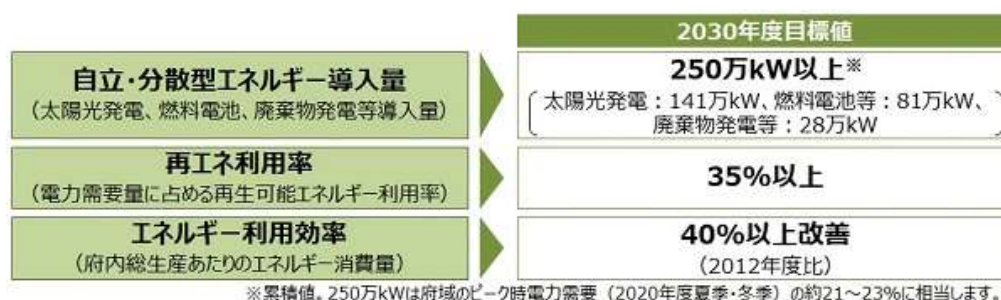 2030年度目標値
自立・分散型エネルギー導入量
（太陽光発電、燃料電池、廃棄物発電等導入量）
250万kW以上※
太陽光発電：141万kW、燃料電池等：81万kW、
廃棄物発電等：28万kW
再エネ利用率
（電力需要量に占める再生可能エネルギー利用率）
35%以上
エネルギー利用効率
（府内総生産あたりのエネルギー消費量）
40%以上改善
（2012年度比）
※累積値。250万kWは府域のピーク時電力需要（2020年度夏季・冬季）の約21～23%に相当します。